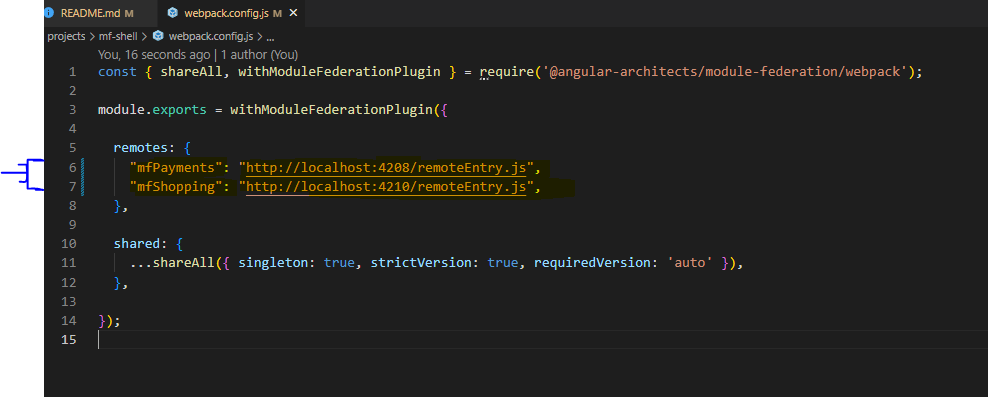 README.md M webpack.config.js M ×
projects > mf-shell > webpack.config.js > ...
You, 16 seconds ago | 1 author (You)
1 const { shareAll, withModuleFederationPlugin } = require('@angular-architects/module-federation/webpack');
2
3 module.exports = withModuleFederationPlugin({
4
5 remotes: {
6 "mfPayments": "http://localhost:4208/remoteEntry.js",
7 "mfShopping": "http://localhost:4210/remoteEntry.js",
8 },
9
10 shared: {
11 ...shareAll({ singleton: true, strictVersion: true, requiredVersion: 'auto' }),
12 },
13
14 });
15